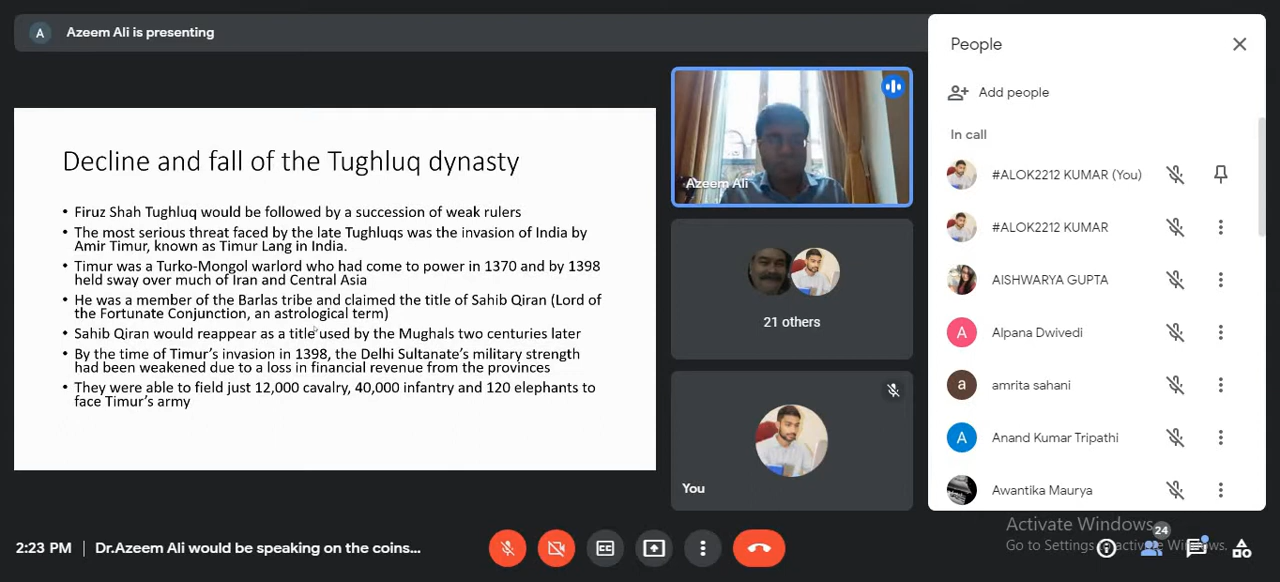 A
Azeem Ali is presenting
Decline and fall of the Tughluq dynasty
• Firuz Shah Tughluq would be followed by a succession of weak rulers
• The most serious threat faced by the late Tughluqs was the invasion of India by
Amir Timur, known as Timur Lang in India.
• Timur was a Turko-Mongol warlord who had come to power in 1370 and by 1398
held sway over much of Iran and Central Asia
• He was a member of the Barlas tribe and claimed the title of Sahib Qiran (Lord of
the Fortunate Conjunction, an astrological term)
• Sahib Qiran would reappear as a title used by the Mughals two centuries later
• By the time of Timur's invasion in 1398, the Delhi Sultanate's military strength
had been weakened due to a loss in financial revenue from the provinces
• They were able to field just 12,000 cavalry, 40,000 infantry and 120 elephants to
face Timur's army
Azeem Ali
21 others
You
People
Add people
In call
#ALOK2212 KUMAR (You)
#ALOK2212 KUMAR
AISHWARYA GUPTA
A
Alpana Dwivedi
a
amrita sahani
A
Anand Kumar Tripathi
Awantika Maurya
Activate Windows
Go to Settings to activate Windows.
2:23 PM | Dr.Azeem Ali would be speaking on the coins...
CC
24